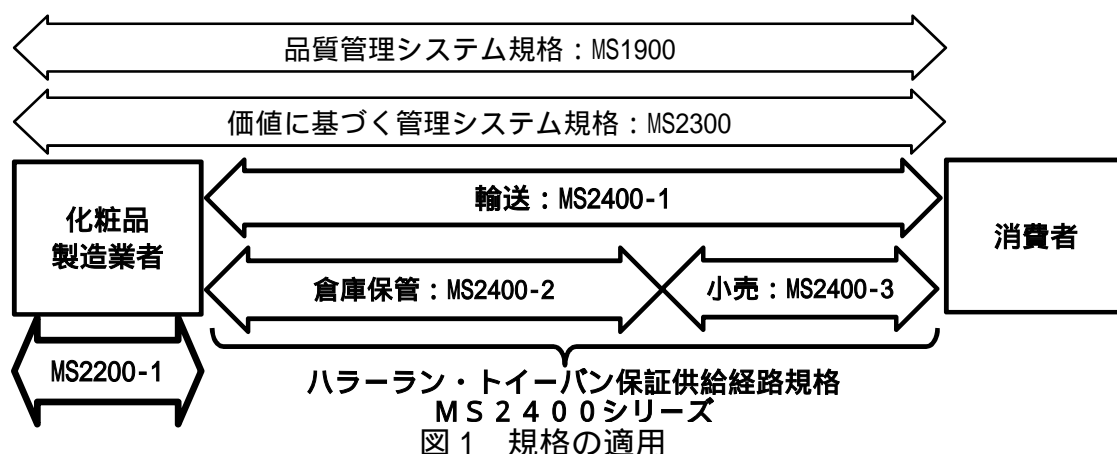 品質管理システム規格：MS1900
価値に基づく管理システム規格：MS2300
化粧品
製造業者
輸送：MS2400-1
消費者
倉庫保管：MS2400-2
小売：MS2400-3
MS2200-1
ハラーラン・トイーバン保証供給経路規格
ＭＳ２４００シリーズ
図１　規格の適用